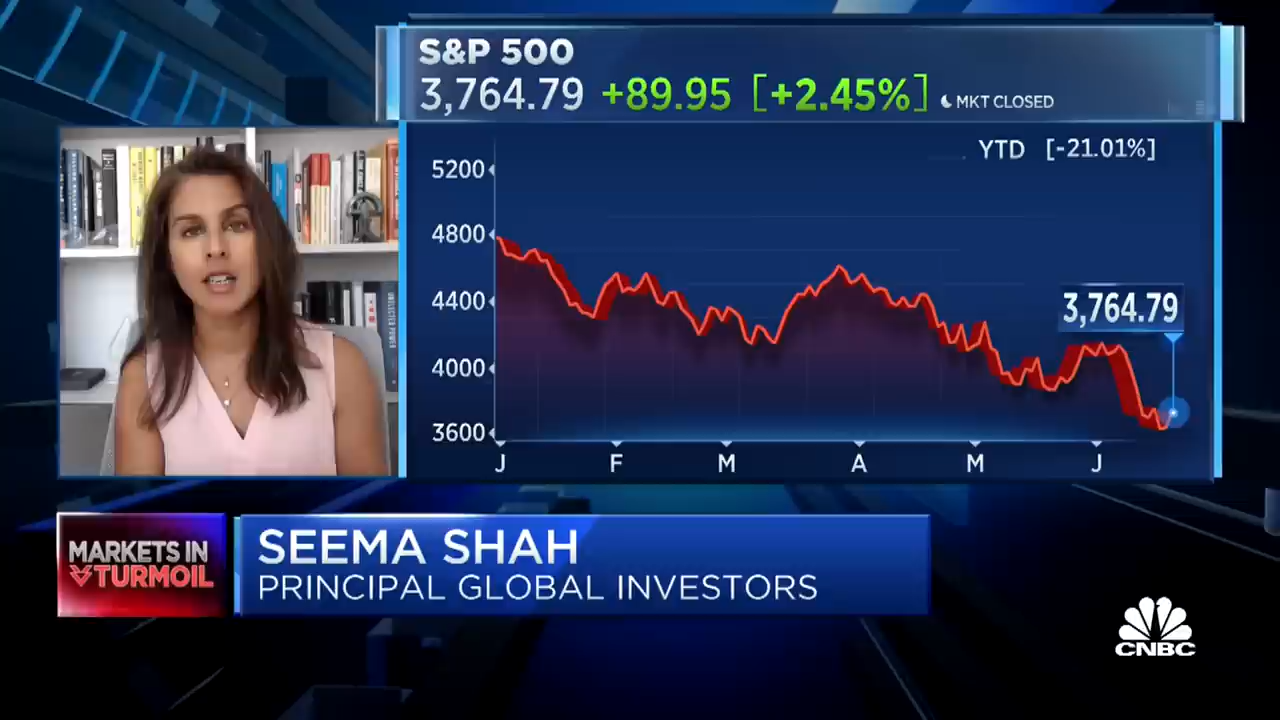 S&P 500
3,764.79 +89.95 [+2.45%] MKT CLOSED
YTD [-21.01%]
5200
4800
4400
4000
3600
3,764.79
J F M A M J
MARKETS IN
TURMOIL
SEEMA SHAH
PRINCIPAL GLOBAL INVESTORS
CNBC